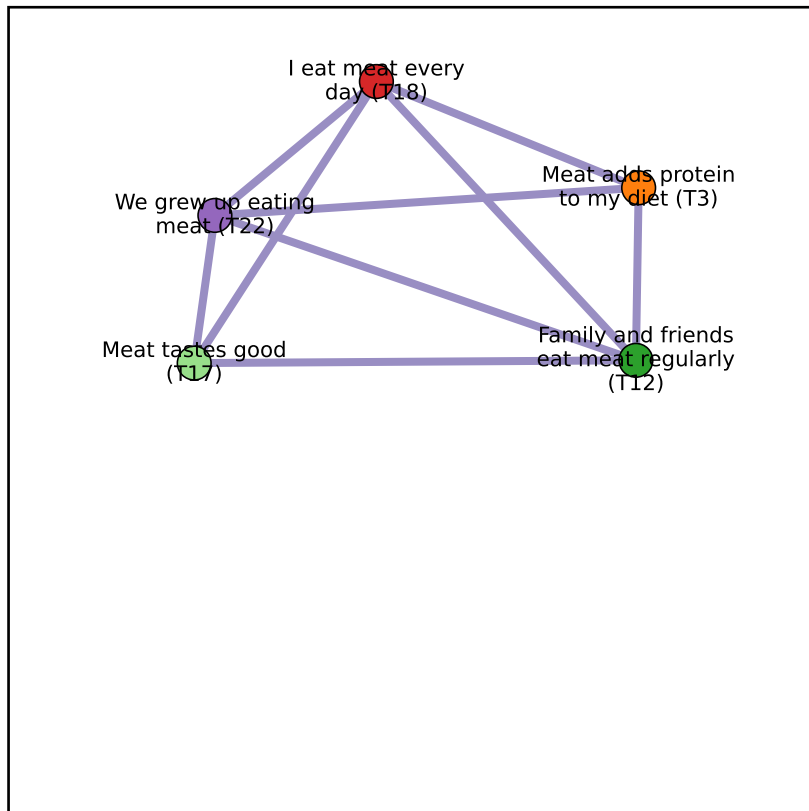 I eat meat every
day (T18)
Meat adds protein
to my diet (T3)
We grew up eating
meat (T22)
Family and friends
eat meat regularly
(T12)
Meat tastes good
(T17)